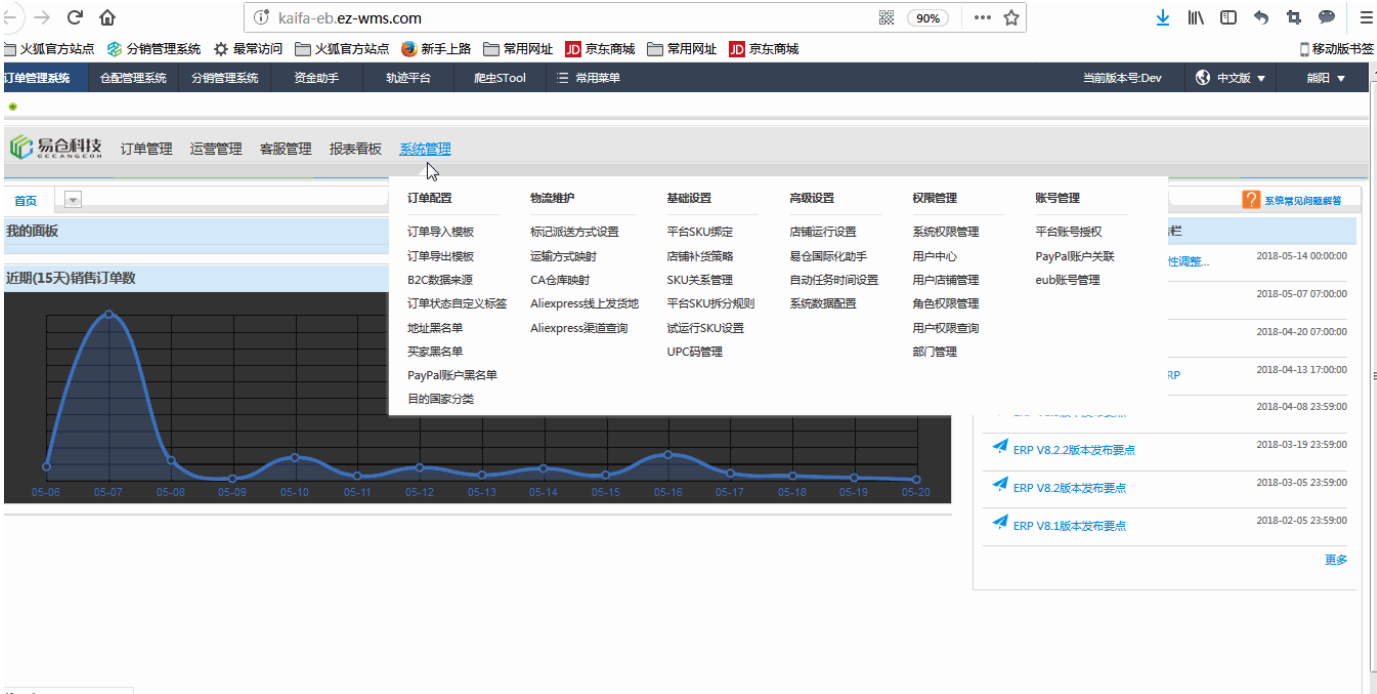 kaifa-eb.ez-wms.com 90%
火狐官方站点 分销管理系统 最常访问 火狐官方站点 新手上路 常用网址 JD 京东商城 常用网址 JD 京东商城 移动版书签
订单管理系统 仓配管理系统 分销管理系统 资金助手 轨迹平台 爬虫STool 常用菜单 当前版本号:Dev 中文版 熊阳
易仓科技 ECCANG.COM 订单管理 运营管理 客服管理 报表看板 系统管理
首页 订单配置 物流维护 基础设置 高级设置 权限管理 账号管理 ? 系统常见问题解答
我的面板 订单导入模板 标记派送方式设置 平台SKU绑定 店铺运行设置 系统权限管理 平台账号授权 栏
订单导出模板 运输方式映射 店铺补货策略 易仓国际化助手 用户中心 PayPal账户关联 性调整... 2018-05-14 00:00:00
近期(15天)销售订单数 B2C数据来源 CA仓库映射 SKU关系管理 自动任务时间设置 用户店铺管理 eub账号管理
2018-05-07 07:00:00
订单状态自定义标签 Aliexpress线上发货地 平台SKU拆分规则 系统数据配置 角色权限管理
地址黑名单 Aliexpress渠道查询 试运行SKU设置 用户权限查询 2018-04-20 07:00:00
买家黑名单 UPC码管理 部门管理
PayPal账户黑名单 RP 2018-04-13 17:00:00
目的国家分类
2018-04-08 23:59:00
ERP V8.2.2版本发布要点 2018-03-19 23:59:00
ERP V8.2版本发布要点 2018-03-05 23:59:00
05-06 05-07 05-08 05-09 05-10 05-11 05-12 05-13 05-14 05-15 05-16 05-17 05-18 05-19 05-20
ERP V8.1版本发布要点 2018-02-05 23:59:00
更多